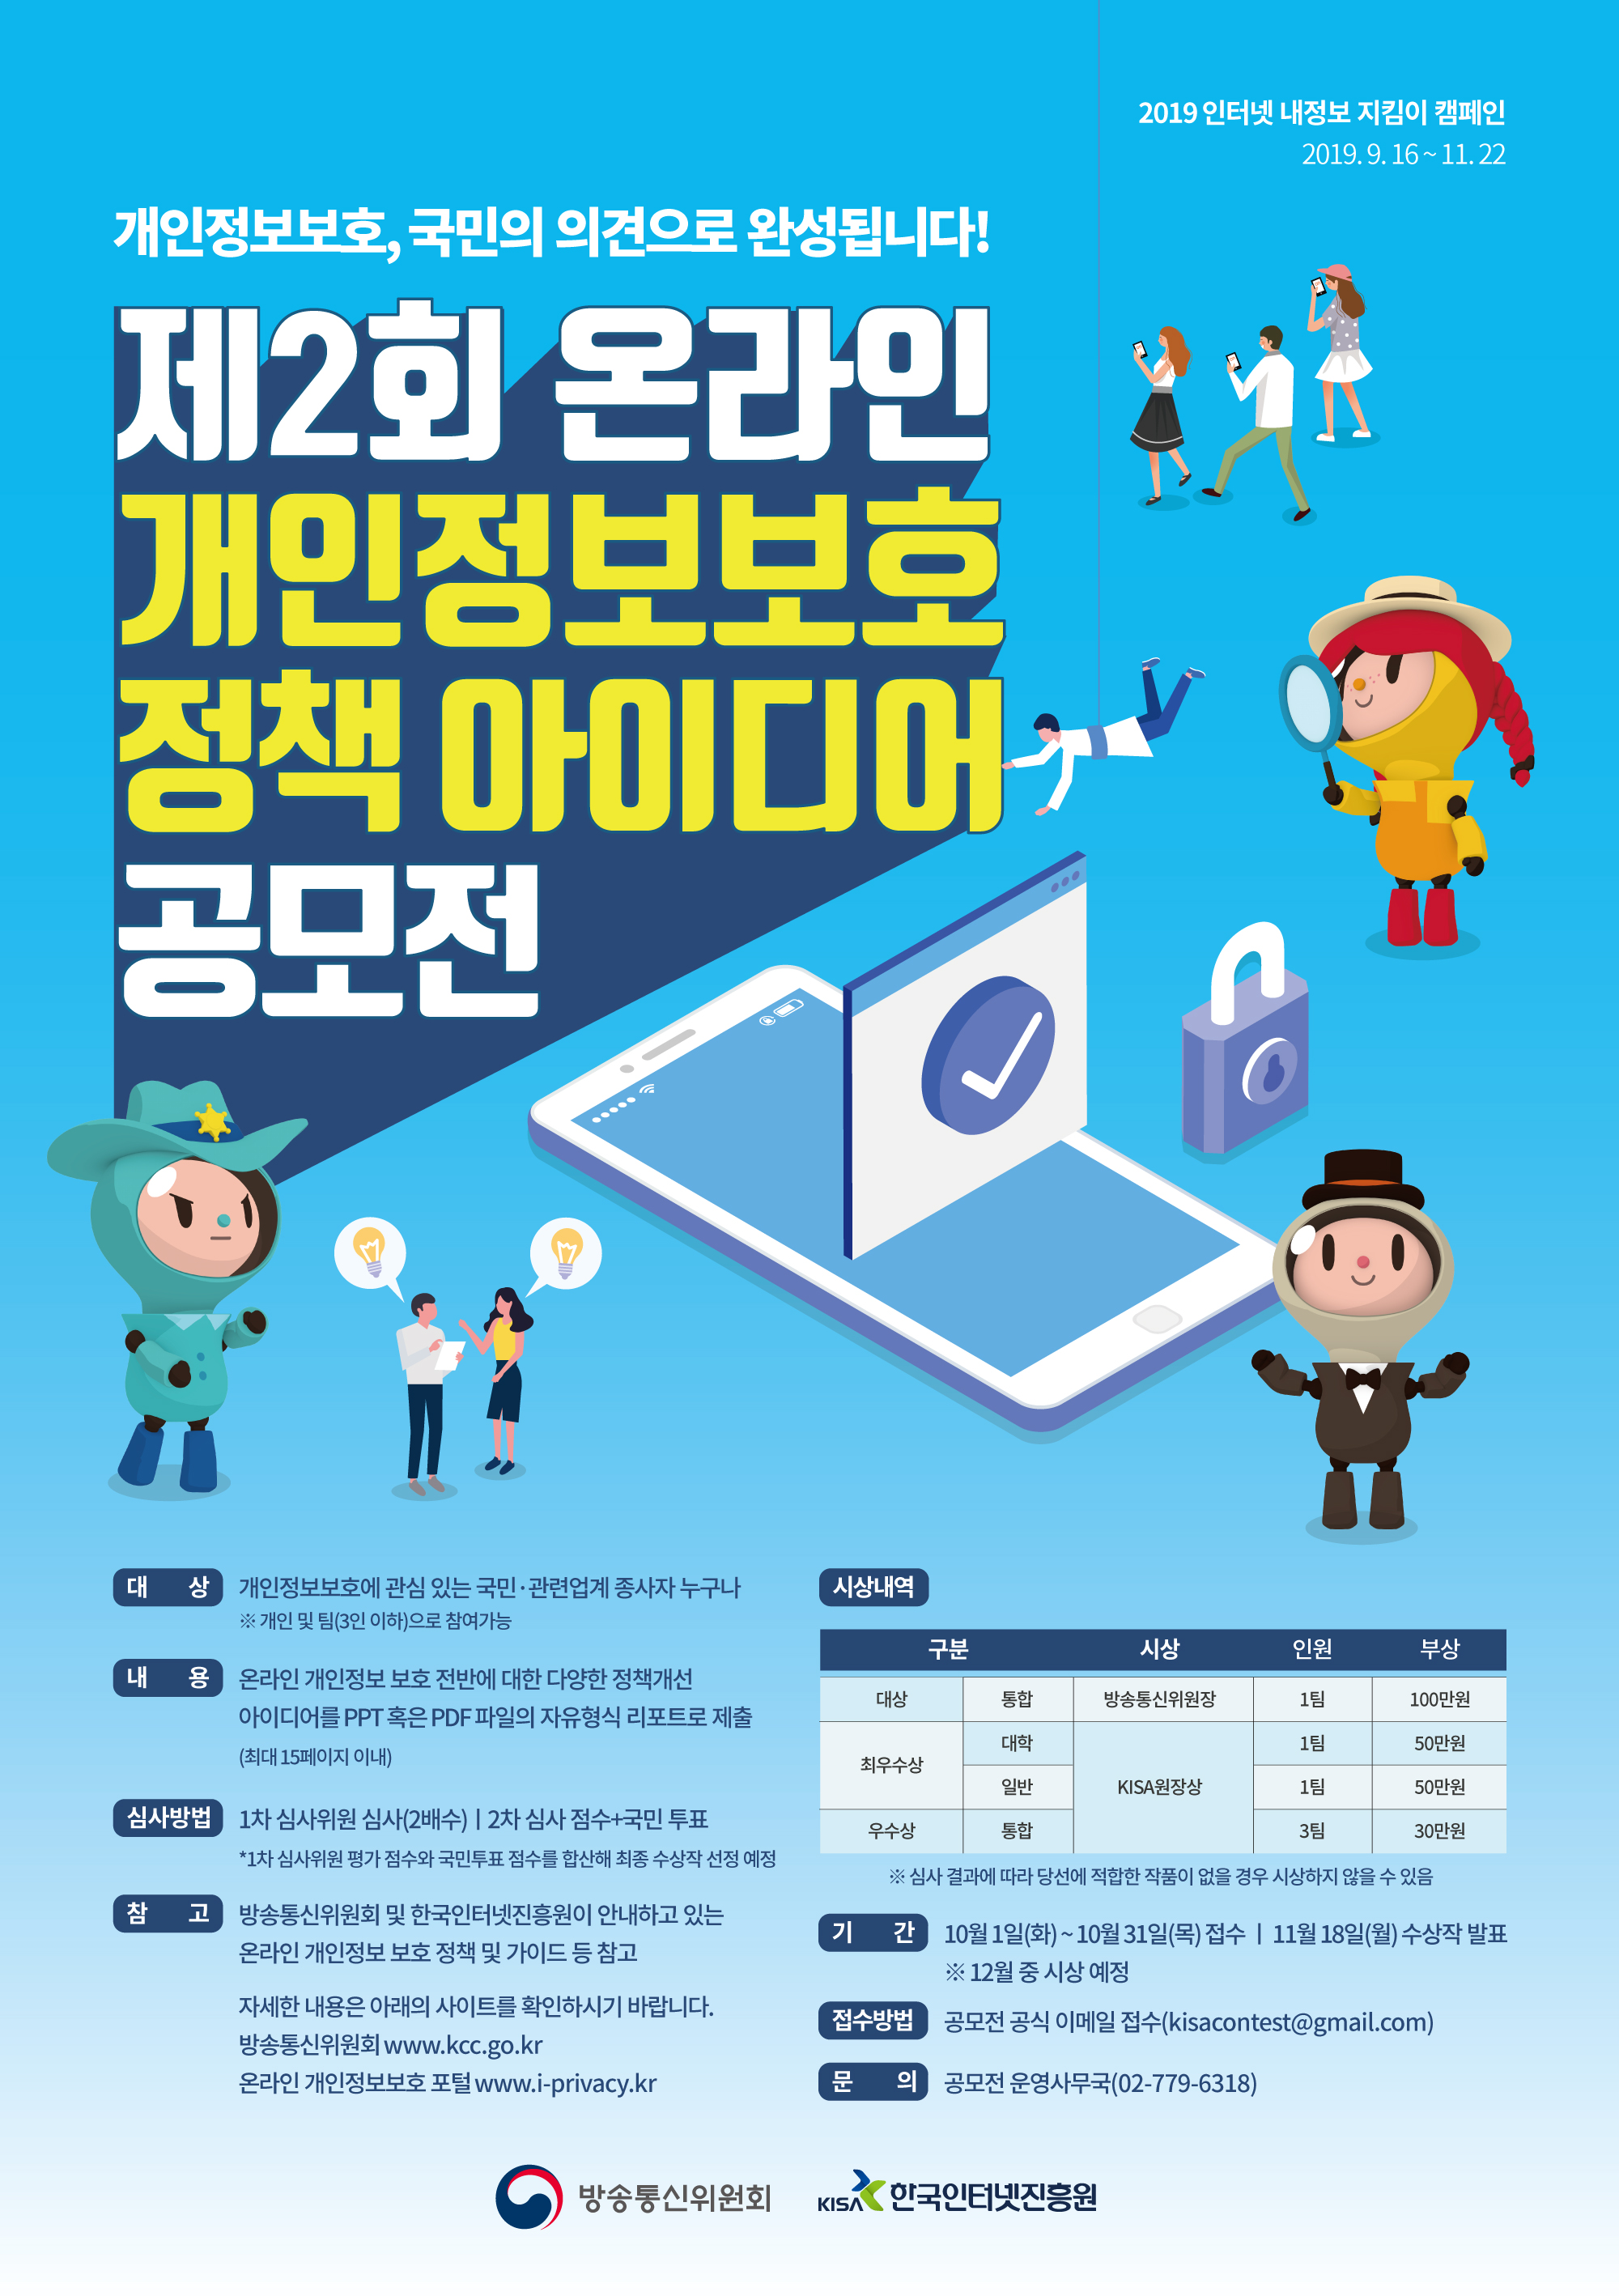 2019 인터넷 내정보 지킴이 캠페인
2019. 9. 16 ~ 11. 22
개인정보보호, 국민의 의견으로 완성됩니다!
제2회 온라인
개인정보보호
정책 아이디어
공모전
대 상 개인정보보호에 관심 있는 국민·관련업계 종사자 누구나
※ 개인 및 팀(3인 이하)으로 참여가능
내 용 온라인 개인정보 보호 전반에 대한 다양한 정책개선
아이디어를 PPT 혹은 PDF 파일의 자유형식 리포트로 제출
(최대 15페이지 이내)
심사방법 1차 심사위원 심사(2배수) | 2차 심사 점수+국민 투표
*1차 심사위원 평가 점수와 국민투표 점수를 합산해 최종 수상작 선정 예정
참 고 방송통신위원회 및 한국인터넷진흥원이 안내하고 있는
온라인 개인정보 보호 정책 및 가이드 등 참고
자세한 내용은 아래의 사이트를 확인하시기 바랍니다.
방송통신위원회 www.kcc.go.kr
온라인 개인정보보호 포털 www.i-privacy.kr
시상내역
구분 시상 인원 부상
대상 통합 방송통신위원장 1팀 100만원
최우수상 대학 KISA원장상 1팀 50만원
일반 1팀 50만원
우수상 통합 3팀 30만원
※ 심사 결과에 따라 당선에 적합한 작품이 없을 경우 시상하지 않을 수 있음
기 간 10월 1일(화) ~ 10월 31일(목) 접수 | 11월 18일(월) 수상작 발표
※ 12월 중 시상 예정
접수방법 공모전 공식 이메일 접수(kisacontest@gmail.com)
문 의 공모전 운영사무국(02-779-6318)
방송통신위원회
KISA 한국인터넷진흥원